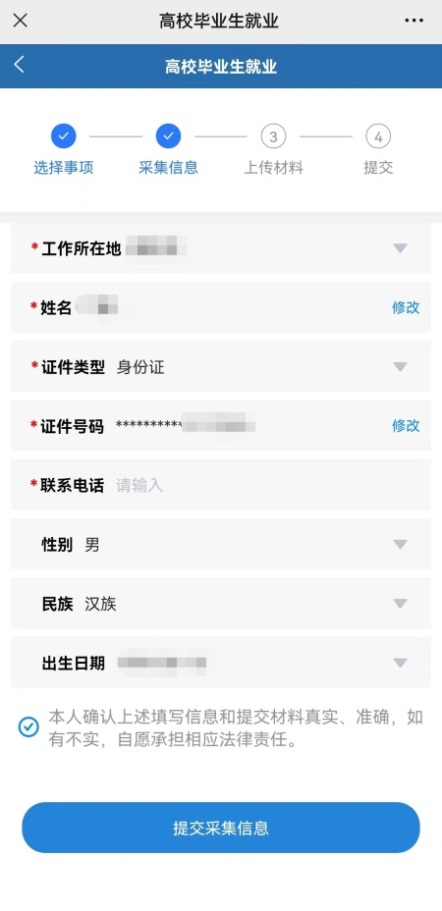 高校毕业生就业
高校毕业生就业
3
4
选择事项
采集信息
上传材料
提交
*工作所在地
*姓名 修改
*证件类型 身份证
*证件号码 ********** 修改
*联系电话 请输入
性别 男
民族 汉族
出生日期
本人确认上述填写信息和提交材料真实、准确，如
有不实，自愿承担相应法律责任。
提交采集信息